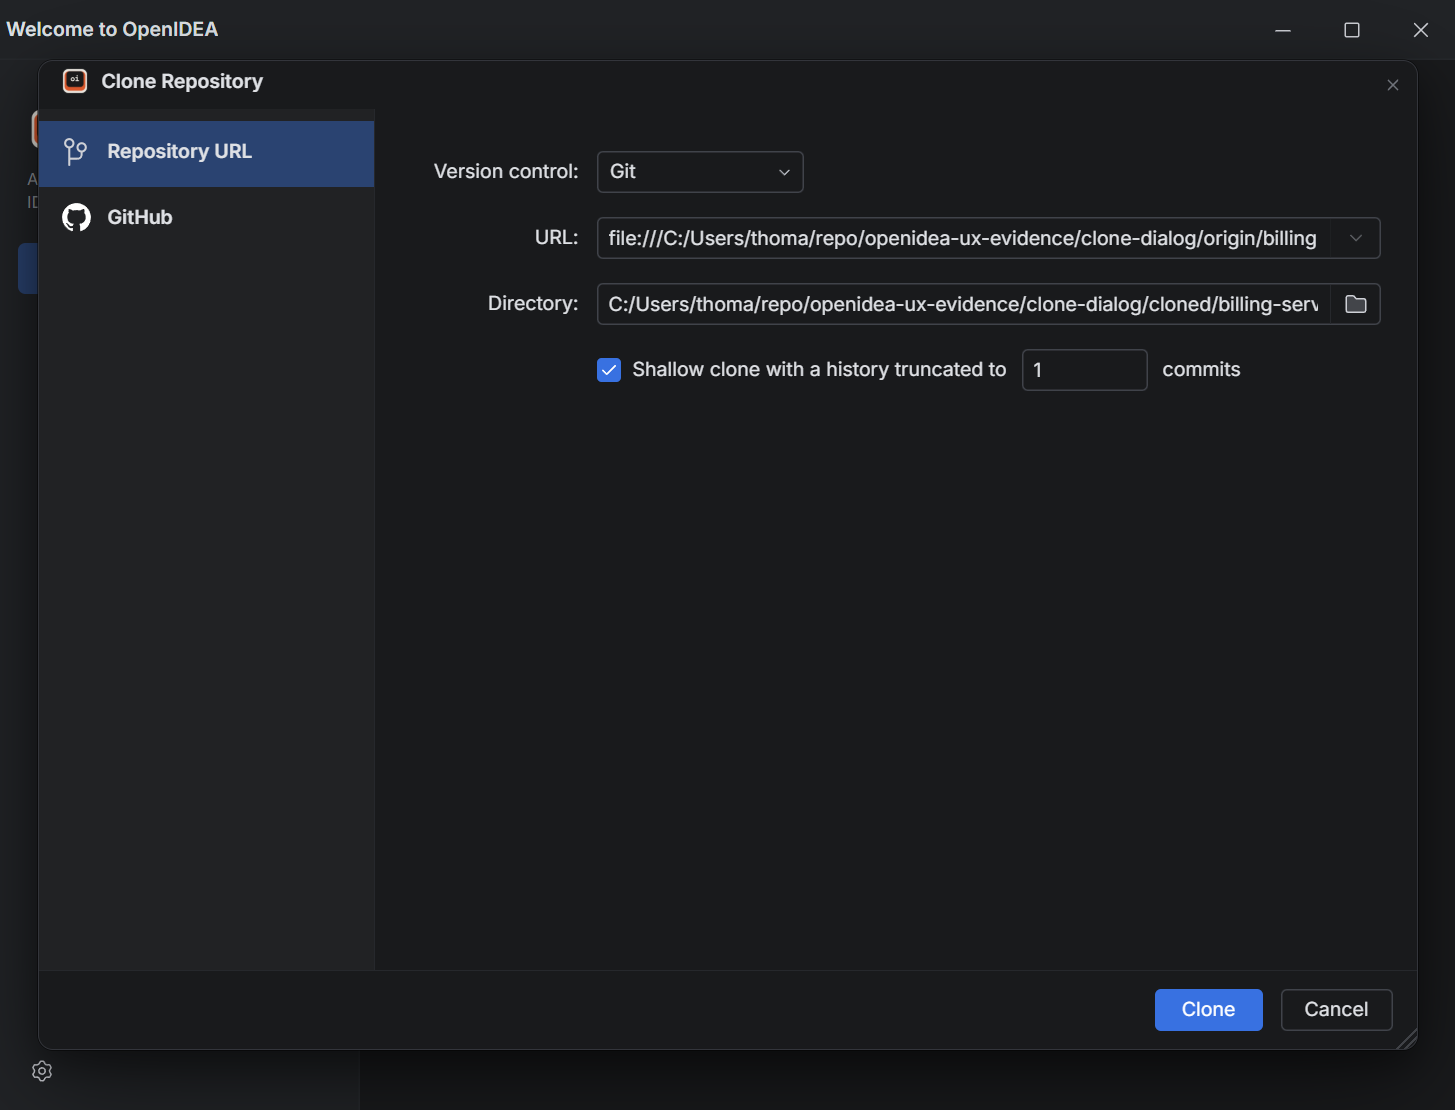 Welcome to OpenIDEA
oi Clone Repository
Repository URL
GitHub
Version control: Git
URL: file:///C:/Users/thoma/repo/openidea-ux-evidence/clone-dialog/origin/billing
Directory: C:/Users/thoma/repo/openidea-ux-evidence/clone-dialog/cloned/billing-serv
Shallow clone with a history truncated to 1 commits
Clone Cancel